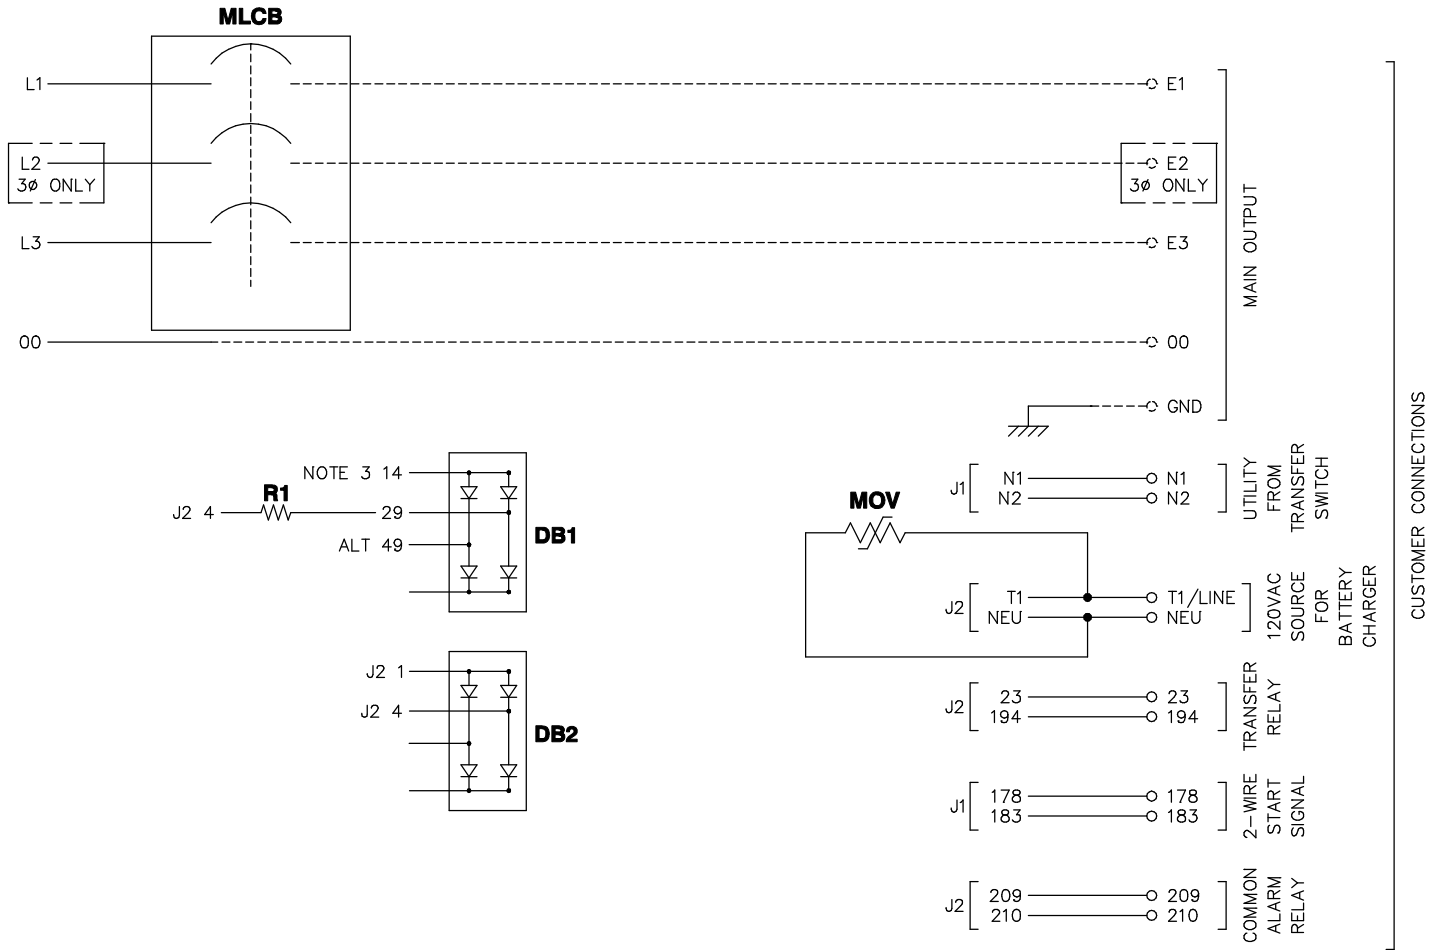 MLCB
L1
E1
L2
3ø ONLY
E2
3ø ONLY
L3
E3
00
00
GND
MAIN OUTPUT
NOTE 3 14
R1
J2 4
29
ALT 49
DB1
J2 1
J2 4
DB2
MOV
J1
N1
N2
N1
N2
UTILITY
FROM
TRANSFER
SWITCH
J2
T1
NEU
T1/LINE
NEU
120VAC
SOURCE
FOR
BATTERY
CHARGER
J2
23
194
23
194
TRANSFER
RELAY
J1
178
183
178
183
2-WIRE
START
SIGNAL
J2
209
210
209
210
COMMON
ALARM
RELAY
CUSTOMER CONNECTIONS